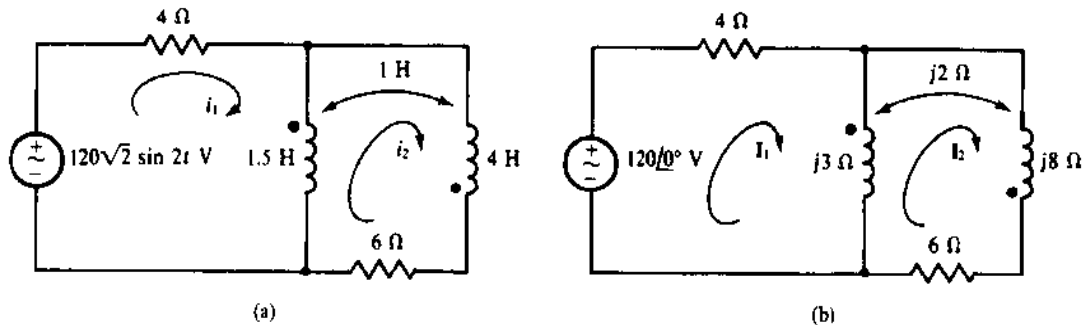 4 Ω
i₁
120√2 sin 2t V
1.5 H
1 H
i₂
4 H
6 Ω
(a)
4 Ω
120/0° V
I₁
j3 Ω
j2 Ω
I₂
j8 Ω
6 Ω
(b)